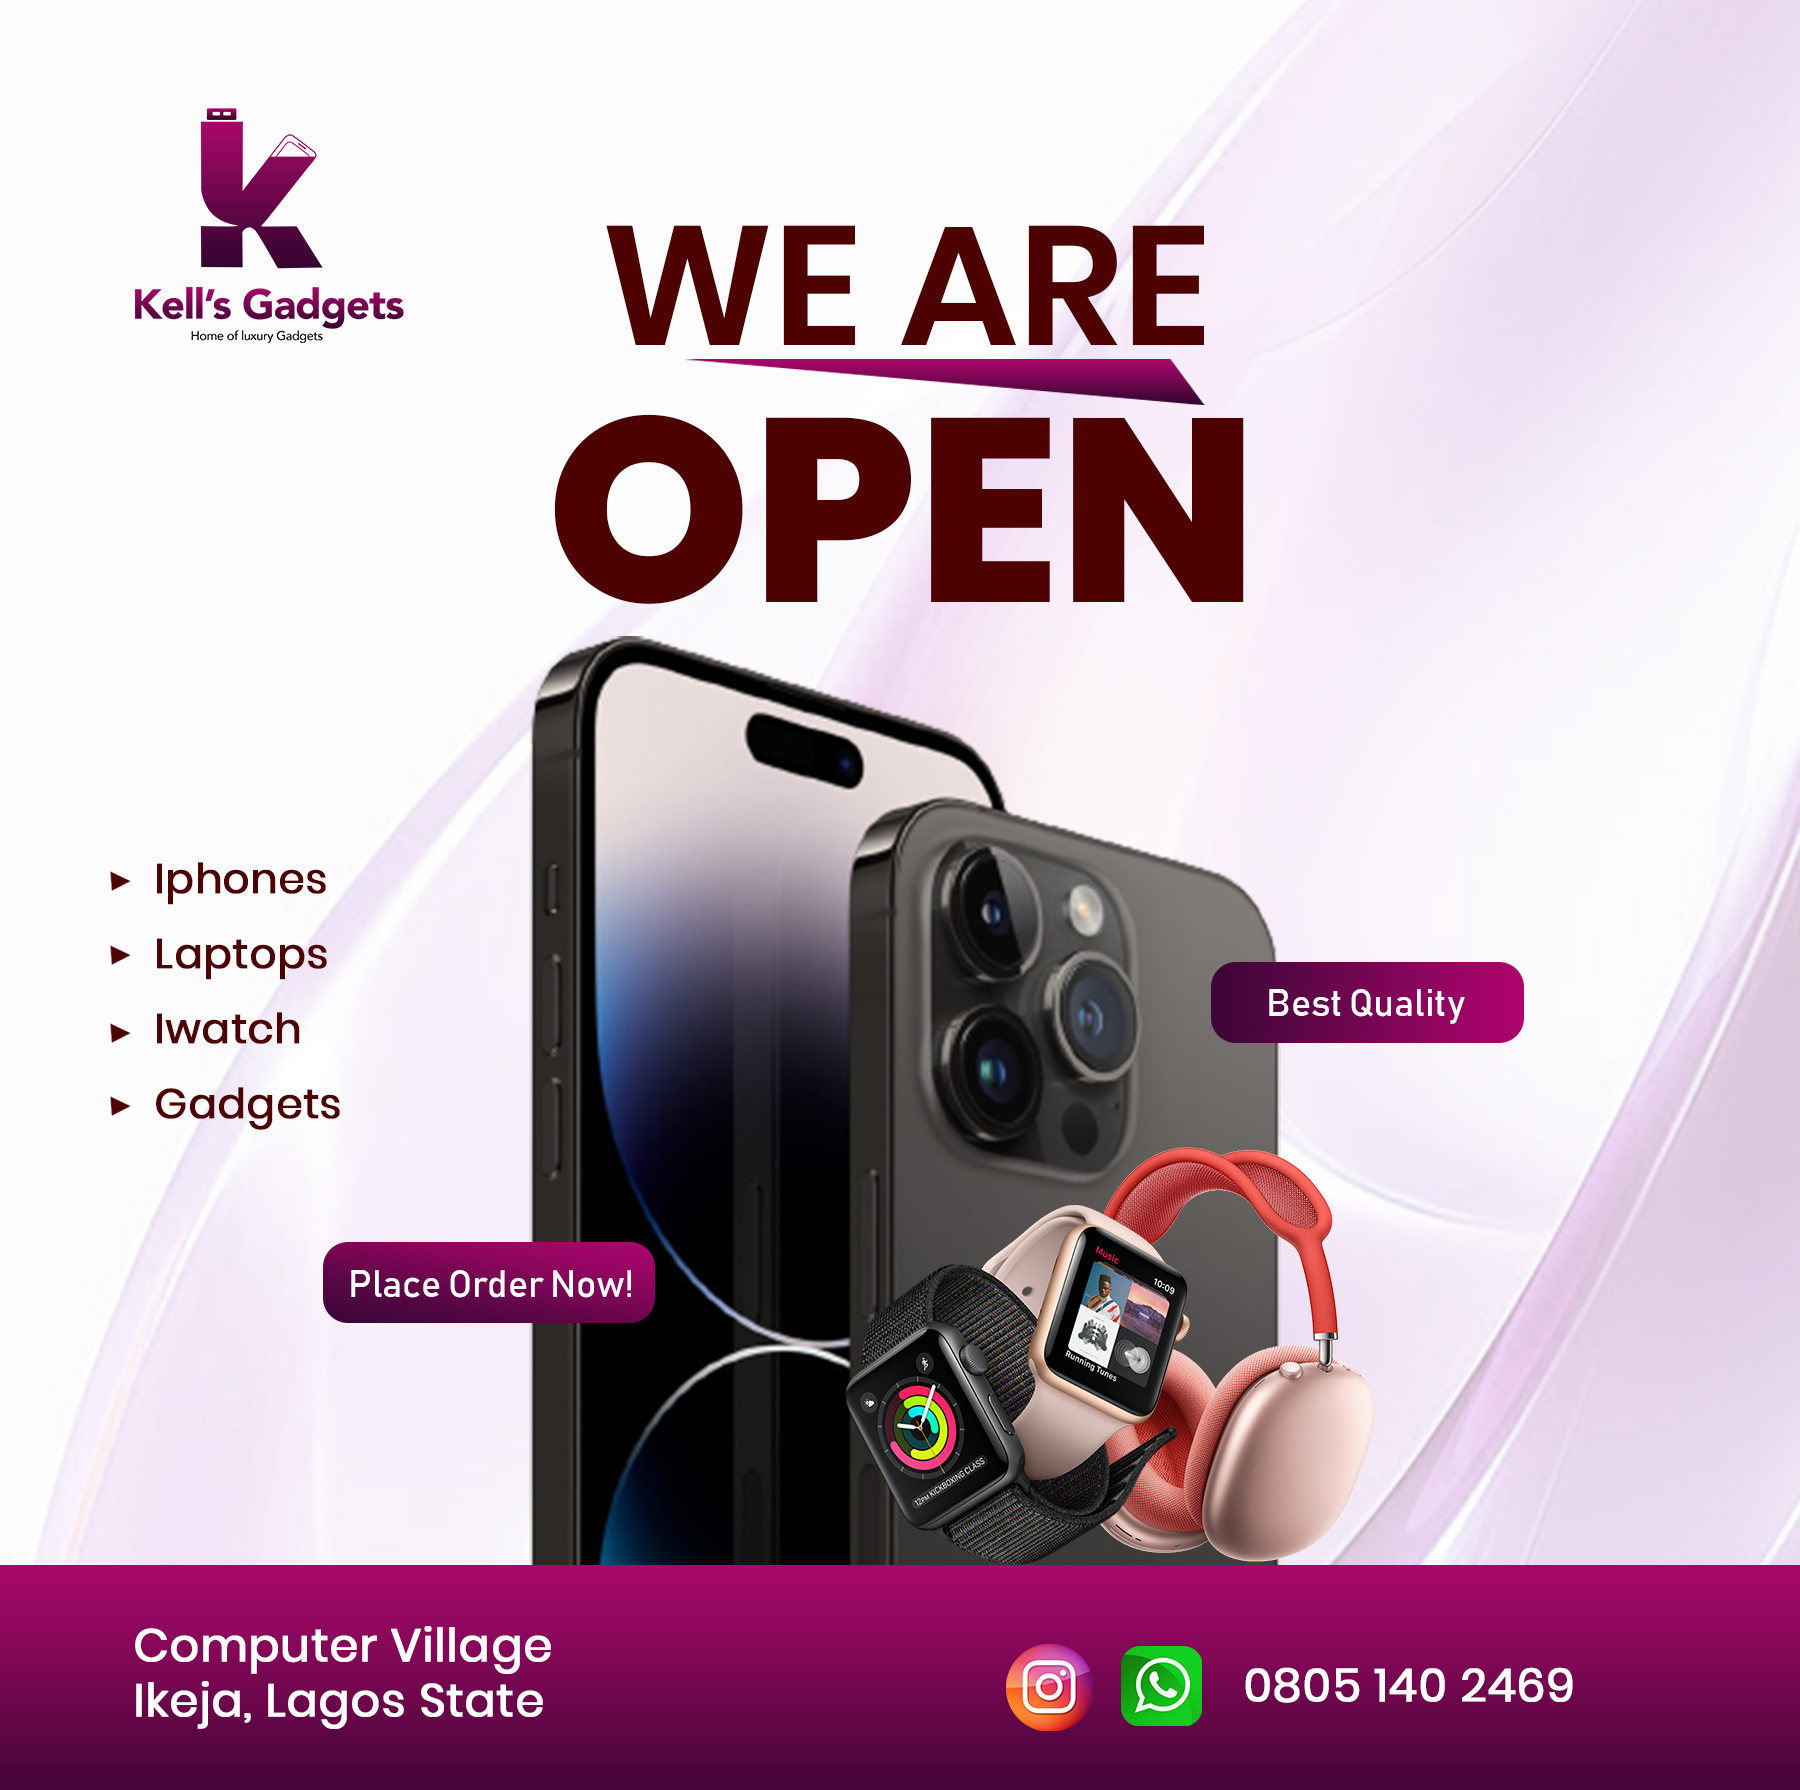 Kell's Gadgets
Home of luxury Gadgets
WE ARE
OPEN
Iphones
Laptops
Iwatch
Gadgets
Best Quality
Place Order Now!
Music
10:09
Running Tunes
12PM KICKBOXING CLASS
Computer Village
Ikeja, Lagos State
0805 140 2469